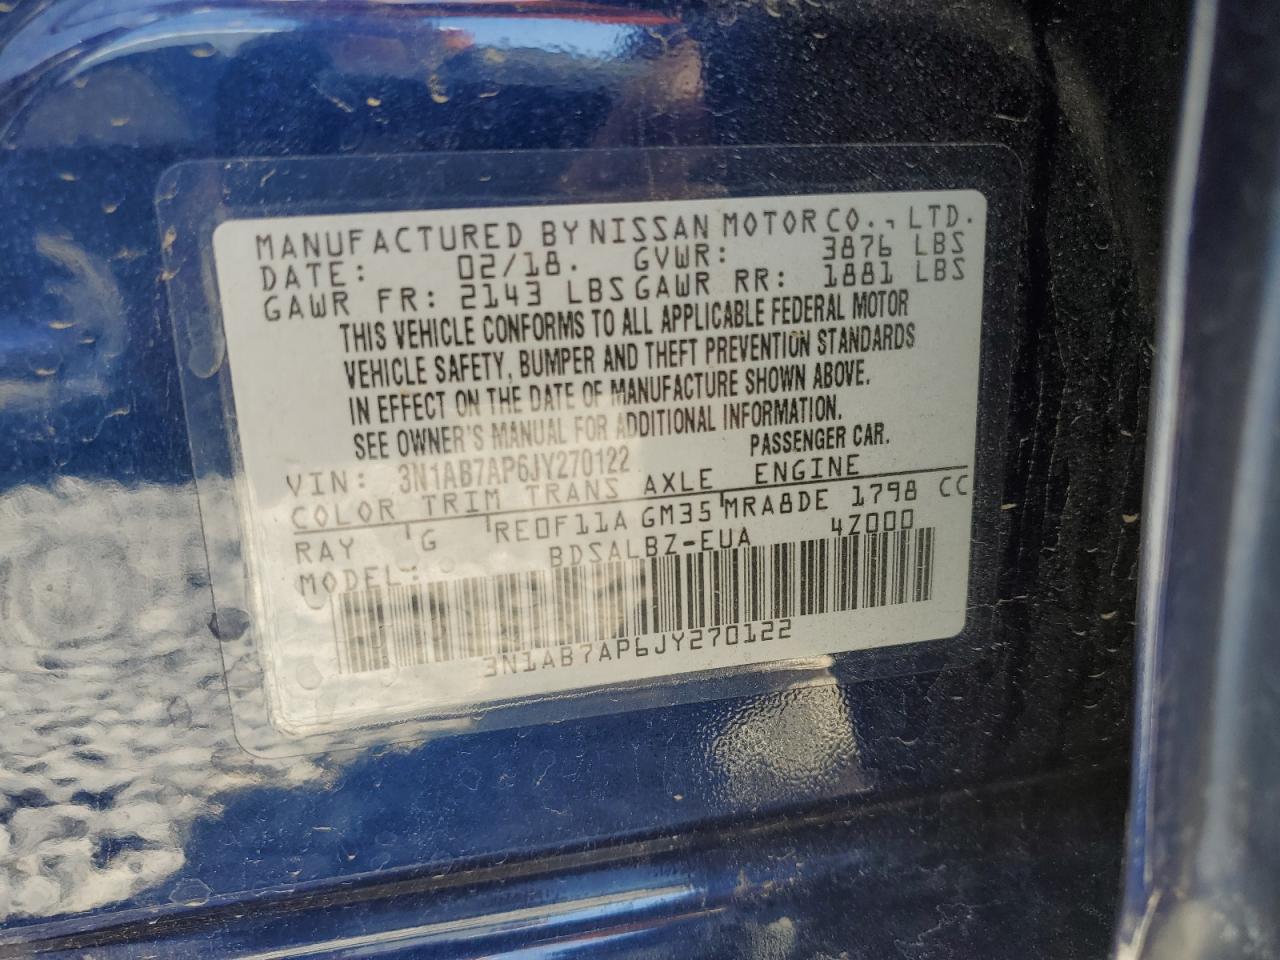 MANUFACTURED BY NISSAN MOTOR CO., LTD.
DATE: 02/18. GVWR: 3876 LBS
GAWR FR: 2143 LBS GAWR RR: 1881 LBS
THIS VEHICLE CONFORMS TO ALL APPLICABLE FEDERAL MOTOR
VEHICLE SAFETY, BUMPER AND THEFT PREVENTION STANDARDS
IN EFFECT ON THE DATE OF MANUFACTURE SHOWN ABOVE.
SEE OWNER'S MANUAL FOR ADDITIONAL INFORMATION.
PASSENGER CAR.
VIN: 3N1AB7AP6JY270122
COLOR TRIM TRANS AXLE ENGINE
RAY G RE0F11A GM35 MRA8DE 1798 CC
MODEL: BDSALBZ-EUA 4Z000
3N1AB7AP6JY270122